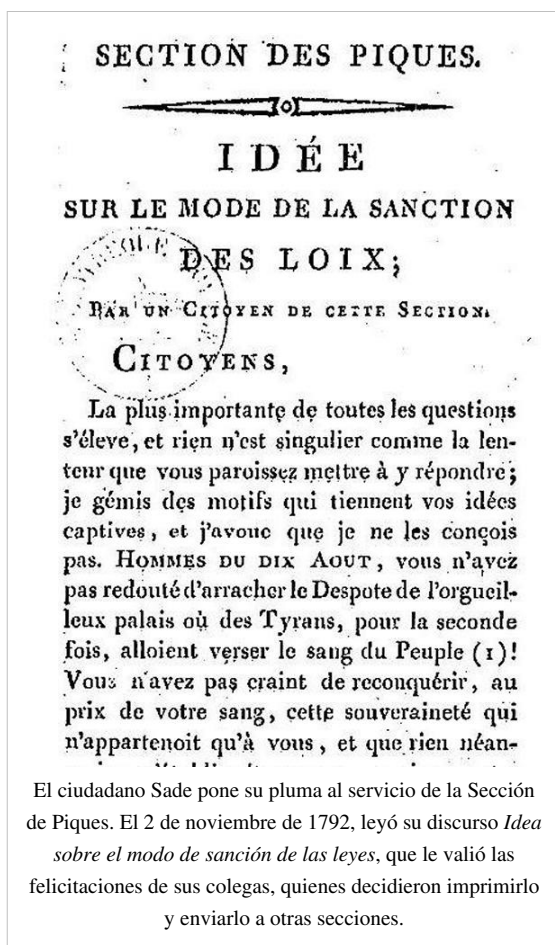 SECTION DES PIQUES.
IDÉE
SUR LE MODE DE LA SANCTION
DES LOIX;
PAR UN CITOYEN DE CETTE SECTION.
CITOYENS,
La plus importante de toutes les questions
s'éleve, et rien n'est singulier comme la len-
teur que vous paroissez mettre à y répondre;
je gémis des motifs qui tiennent vos idées
captives, et j'avoue que je ne les conçois
pas. HOMMES DU DIX AOUT, vous n'avez
pas redouté d'arracher le Despote de l'orgueil-
leux palais où des Tyrans, pour la seconde
fois, alloient verser le sang du Peuple (1)!
Vous n'avez pas craint de reconquérir, au
prix de votre sang, cette souveraineté qui
n'appartenoit qu'à vous, et que rien néan-
El ciudadano Sade pone su pluma al servicio de la Sección
de Piques. El 2 de noviembre de 1792, leyó su discurso Idea
sobre el modo de sanción de las leyes, que le valió las
felicitaciones de sus colegas, quienes decidieron imprimirlo
y enviarlo a otras secciones.